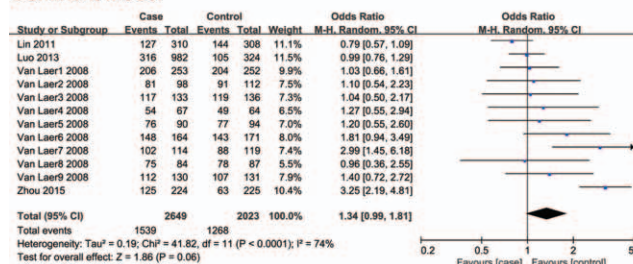 Case Control Odds Ratio Odds Ratio
Study or Subgroup Events Total Events Total Weight M-H. Random. 95% CI M-H. Random. 95% CI
Lin 2011 127 310 144 308 11.1% 0.79 [0.57, 1.09]
Luo 2013 316 982 105 324 11.4% 0.99 [0.76, 1.29]
Van Laer1 2008 206 253 204 252 9.9% 1.03 [0.66, 1.61]
Van Laer2 2008 81 98 91 112 7.1% 1.10 [0.54, 2.23]
Van Laer3 2008 117 133 119 136 6.9% 1.04 [0.50, 2.17]
Van Laer4 2008 54 67 49 64 6.1% 1.27 [0.55, 2.94]
Van Laer5 2008 76 90 77 94 6.7% 1.20 [0.55, 2.60]
Van Laer6 2008 148 164 143 171 7.6% 1.81 [0.94, 3.49]
Van Laer7 2008 102 114 88 119 7.1% 2.99 [1.45, 6.18]
Van Laer8 2008 75 84 78 87 5.3% 0.96 [0.36, 2.55]
Van Laer9 2008 112 130 107 131 7.5% 1.40 [0.72, 2.72]
Zhou 2015 125 224 63 225 10.4% 3.25 [2.19, 4.81]
Total (95% CI) 2649 2023 100.0% 1.34 [0.99, 1.81]
Total events 1539 1268
Heterogeneity: Tau² = 0.19; Chi² = 41.82, df = 11 (P < 0.0001); I² = 74%
Test for overall effect: Z = 1.86 (P = 0.06)
0.2 0.5 1 2 5
Favours [case] Favours [control]